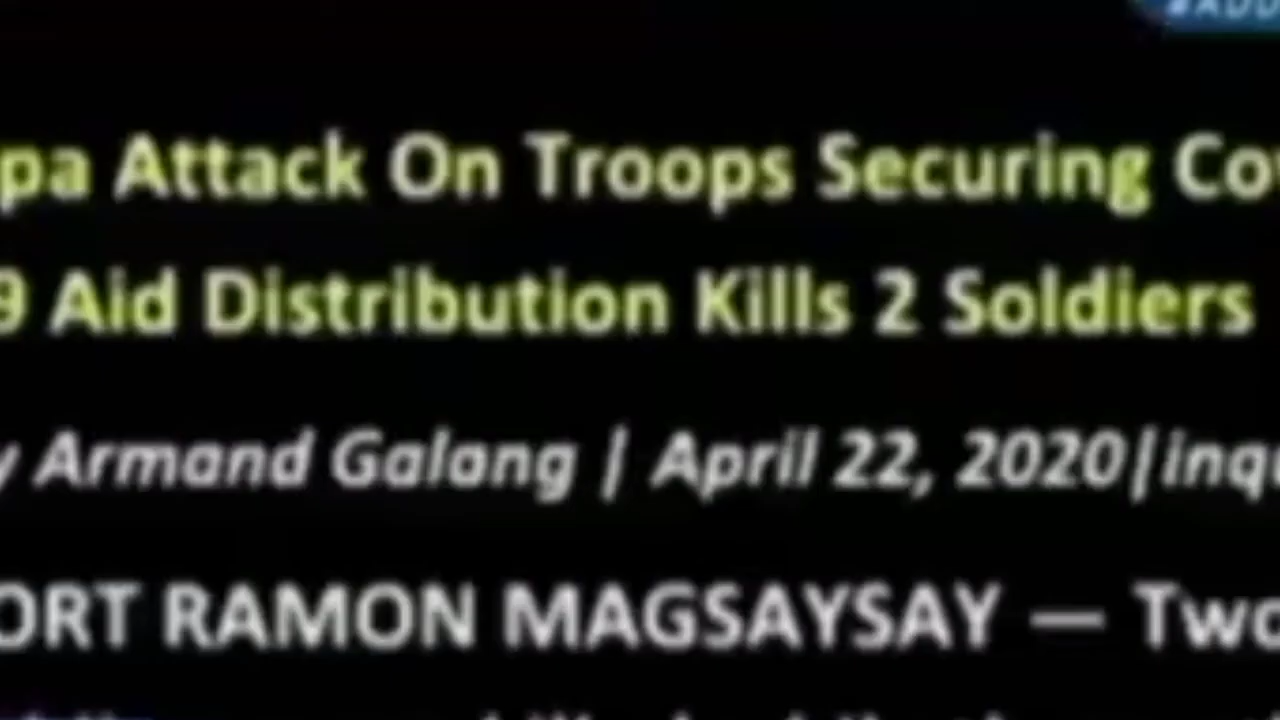 #ADD
pa Attack On Troops Securing Co
9 Aid Distribution Kills 2 Soldiers
y Armand Galang | April 22, 2020|inqu
ORT RAMON MAGSAYSAY — Two